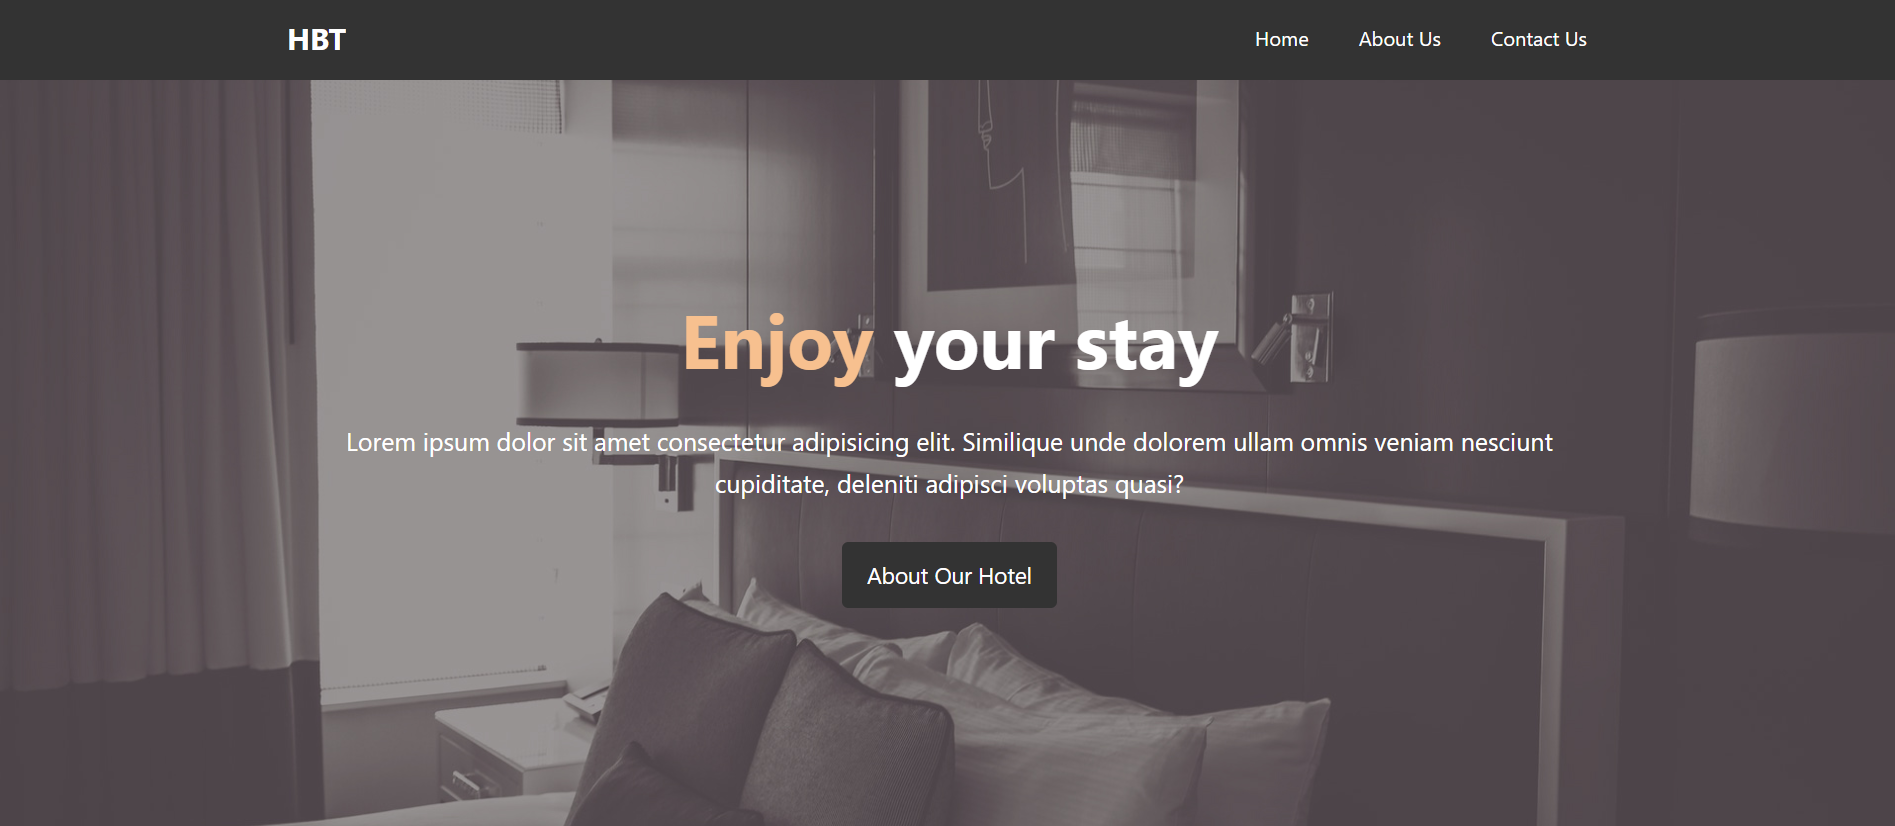 HBT
Home
About Us
Contact Us
Enjoy your stay
Lorem ipsum dolor sit amet consectetur adipisicing elit. Similique unde dolorem ullam omnis veniam nesciunt
cupiditate, deleniti adipisci voluptas quasi?
About Our Hotel